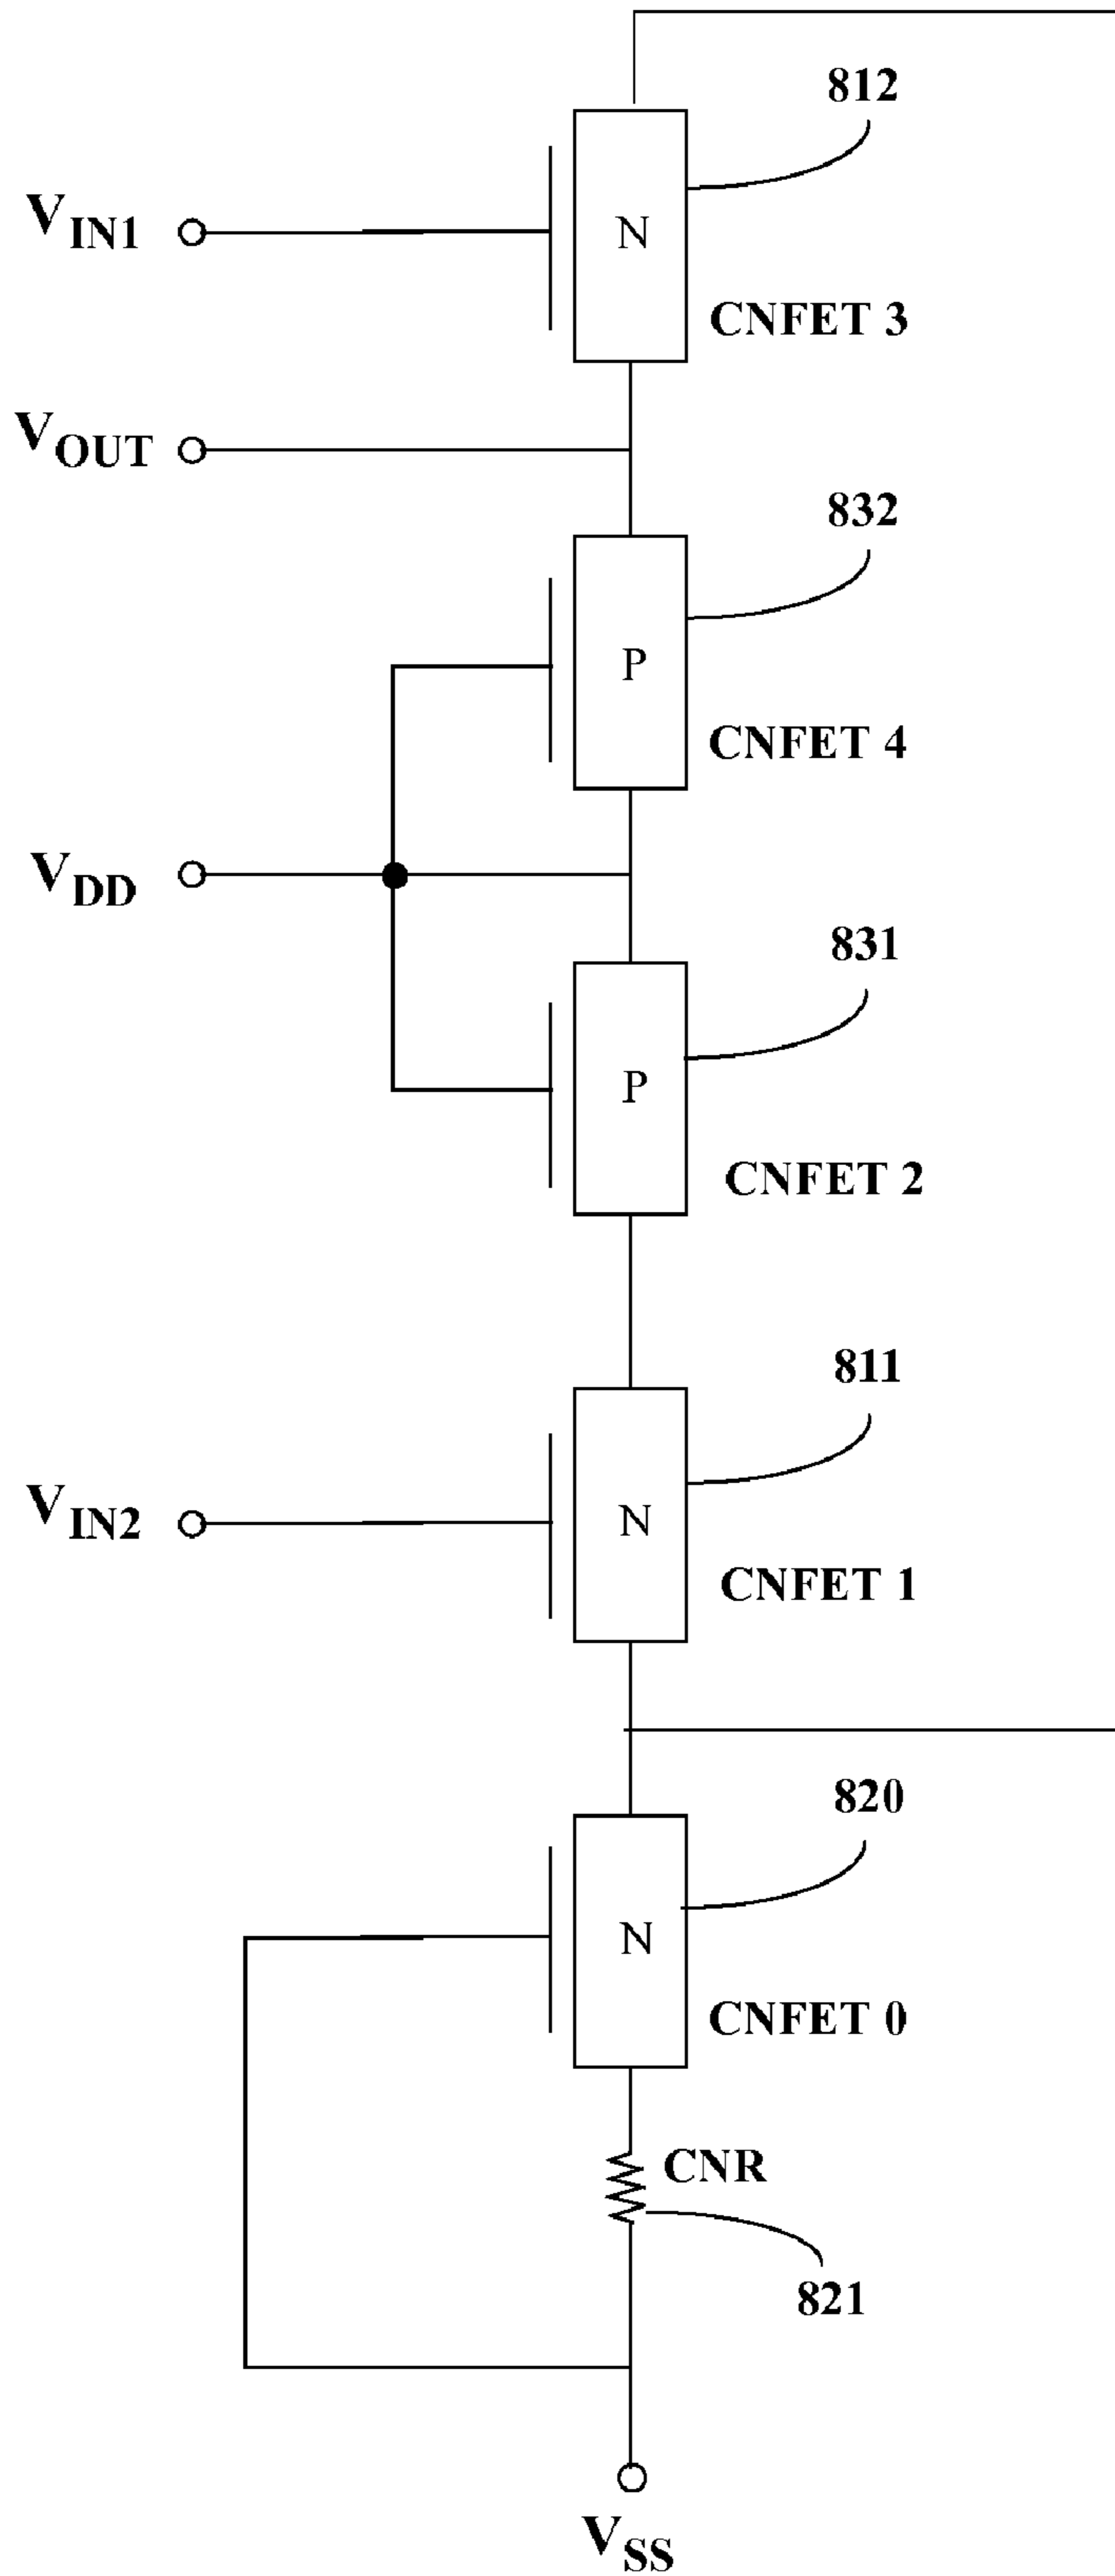 812
V_IN1
N
CNFET 3
V_OUT
832
P
CNFET 4
V_DD
831
P
CNFET 2
811
V_IN2
N
CNFET 1
820
N
CNFET 0
CNR
821
V_SS